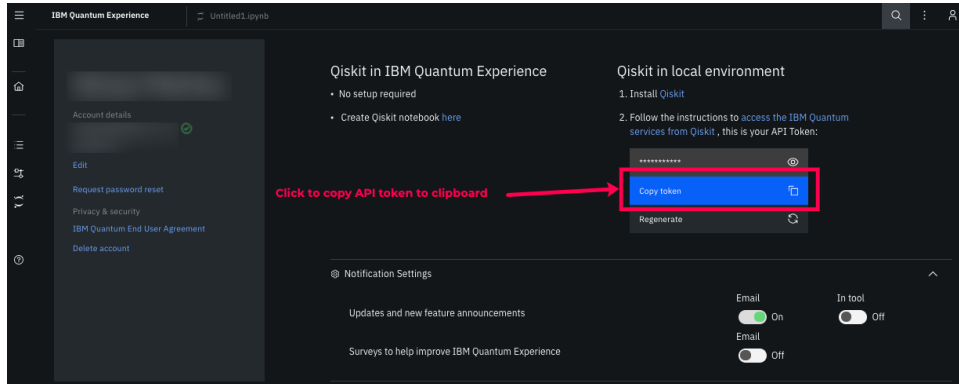 IBM Quantum Experience
Untitled1.ipynb
Account details
Edit
Request password reset
Privacy & security
IBM Quantum End User Agreement
Delete account
Qiskit in IBM Quantum Experience
• No setup required
• Create Qiskit notebook here
Qiskit in local environment
1. Install Qiskit
2. Follow the instructions to access the IBM Quantum
services from Qiskit , this is your API Token:
***********
Copy token
Regenerate
Click to copy API token to clipboard
Notification Settings
Email
In tool
Updates and new feature announcements
On
Off
Email
Surveys to help improve IBM Quantum Experience
Off